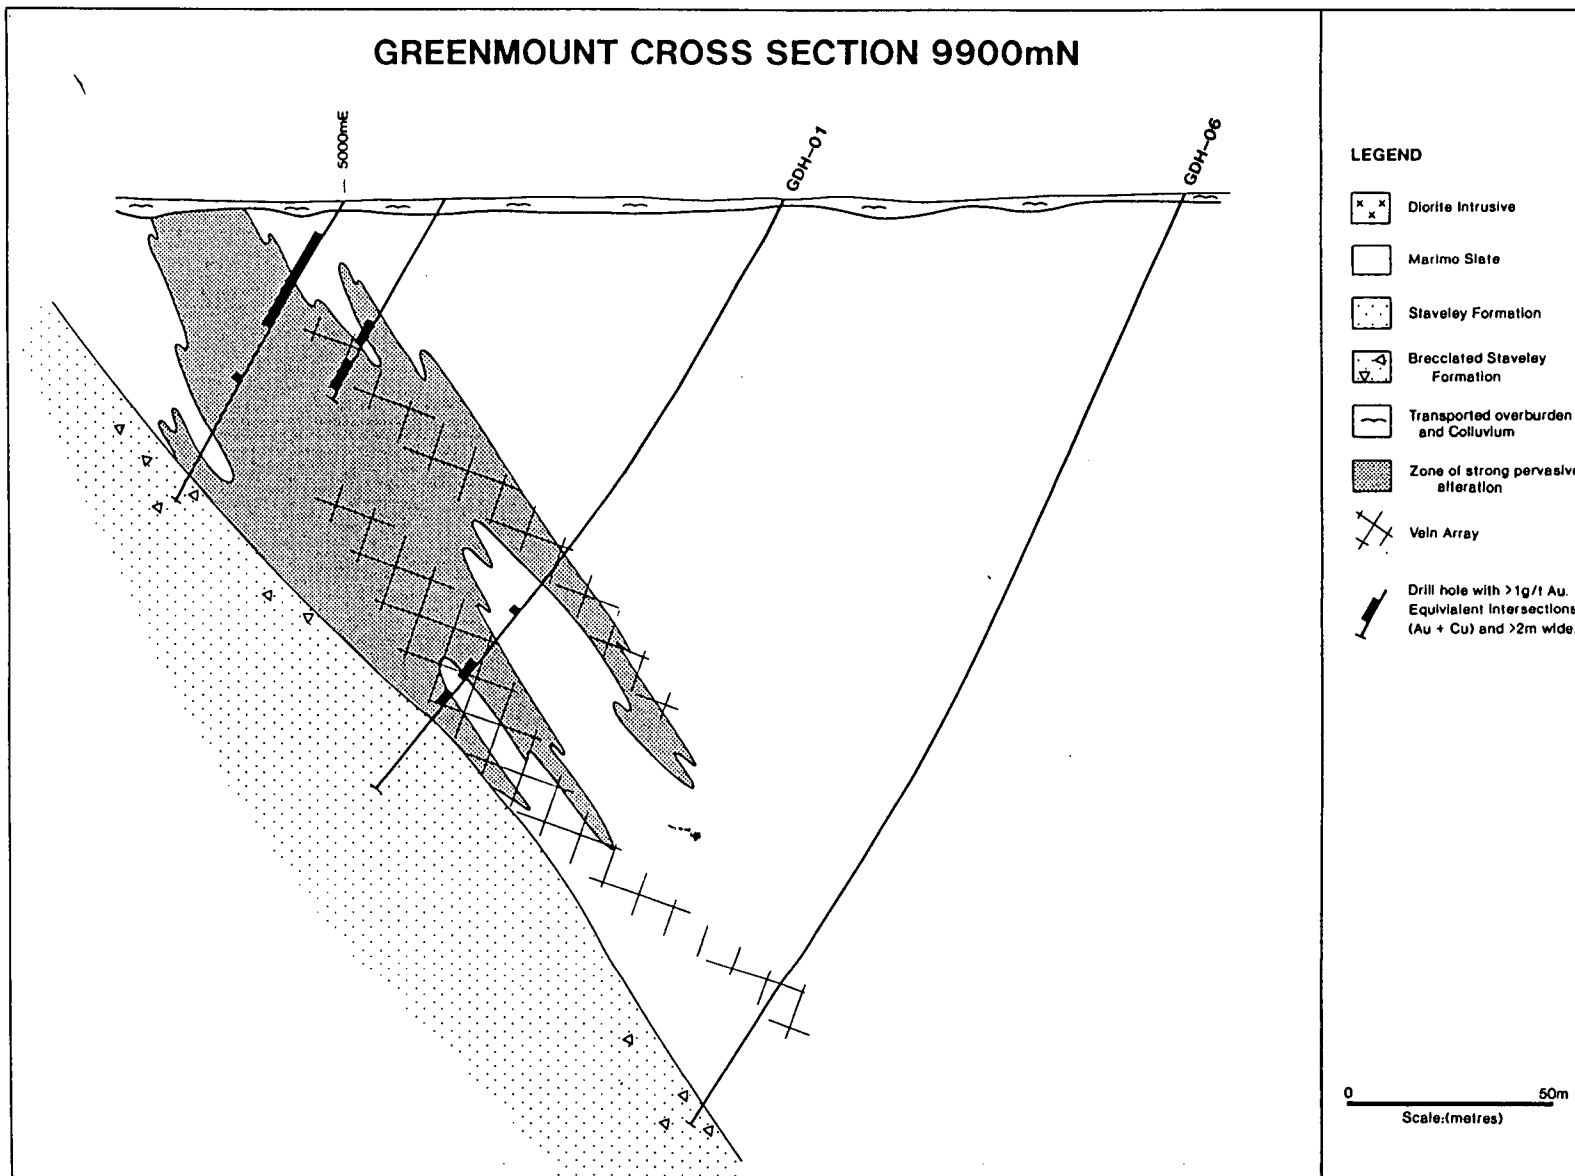 GREENMOUNT CROSS SECTION 9900mN
5000mE
GDH-01
GDH-06
LEGEND
Diorite Intrusive
Marimo Slate
Staveley Formation
Brecciated Staveley
Formation
Transported overburden
and Colluvium
Zone of strong pervasive
alteration
Vein Array
Drill hole with >1g/t Au.
Equivialent Intersections
(Au + Cu) and >2m wide.
0 50m
Scale:(metres)